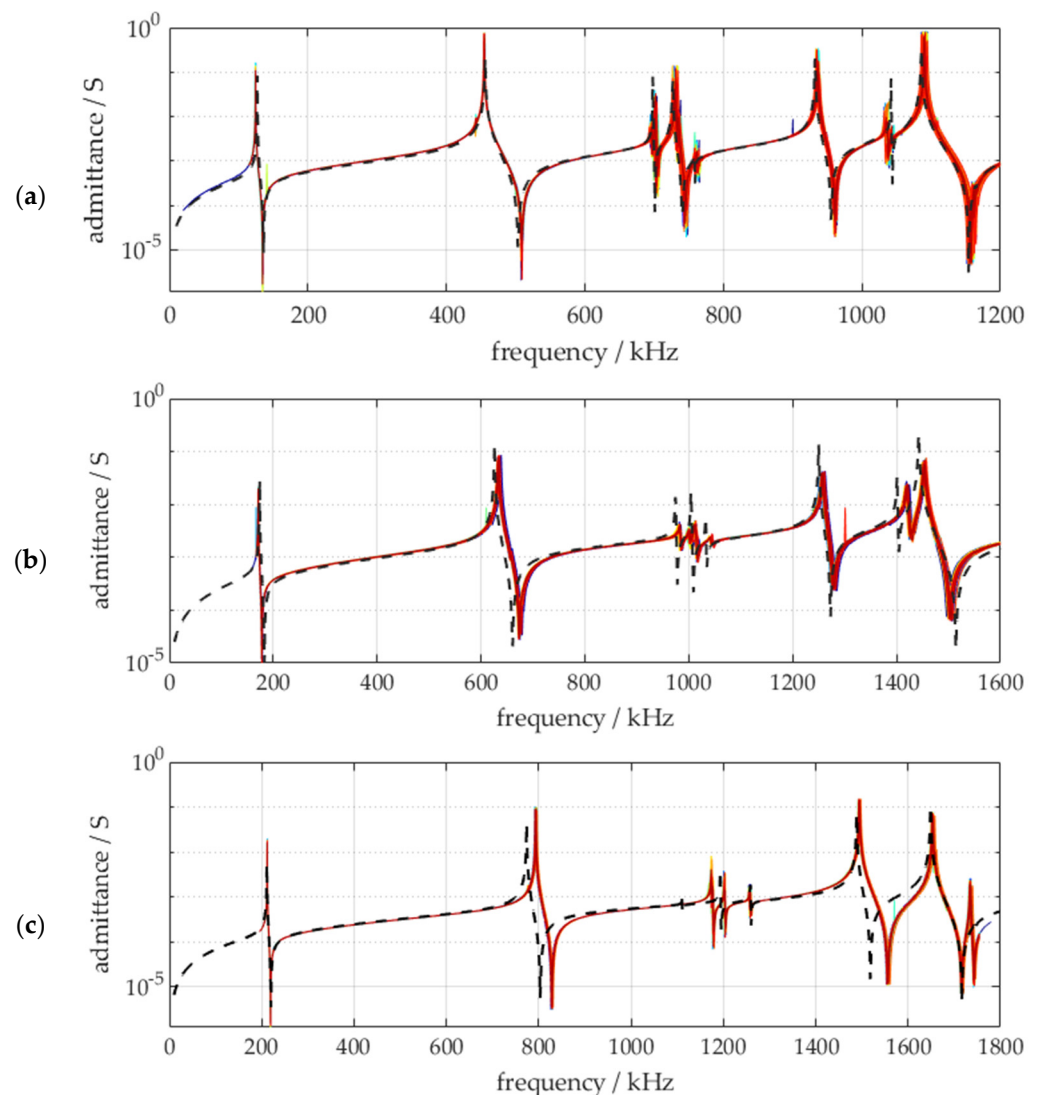 (a)
admittance / S
10^0
10^-5
0 200 400 600 800 1000 1200
frequency / kHz
(b)
admittance / S
10^0
10^-5
0 200 400 600 800 1000 1200 1400 1600
frequency / kHz
(c)
admittance / S
10^0
10^-5
0 200 400 600 800 1000 1200 1400 1600 1800
frequency / kHz